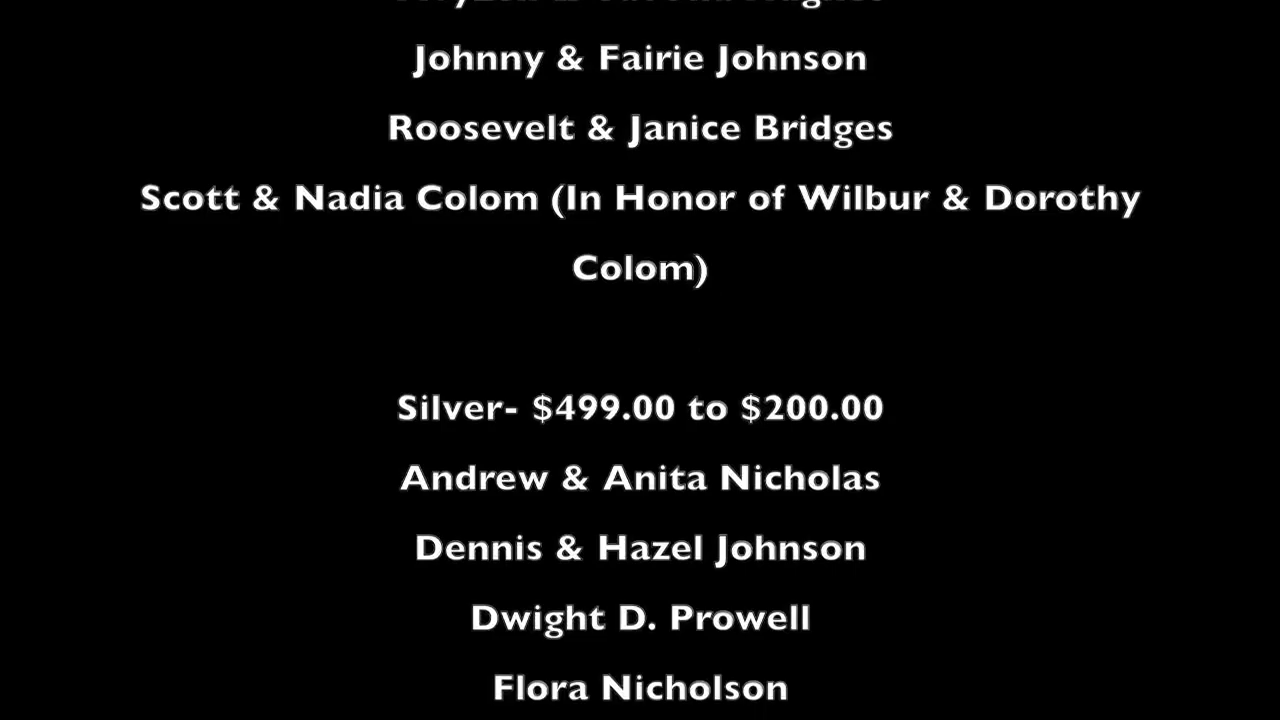 Johnny & Fairie Johnson
Roosevelt & Janice Bridges
Scott & Nadia Colom (In Honor of Wilbur & Dorothy
Colom)
Silver- $499.00 to $200.00
Andrew & Anita Nicholas
Dennis & Hazel Johnson
Dwight D. Prowell
Flora Nicholson